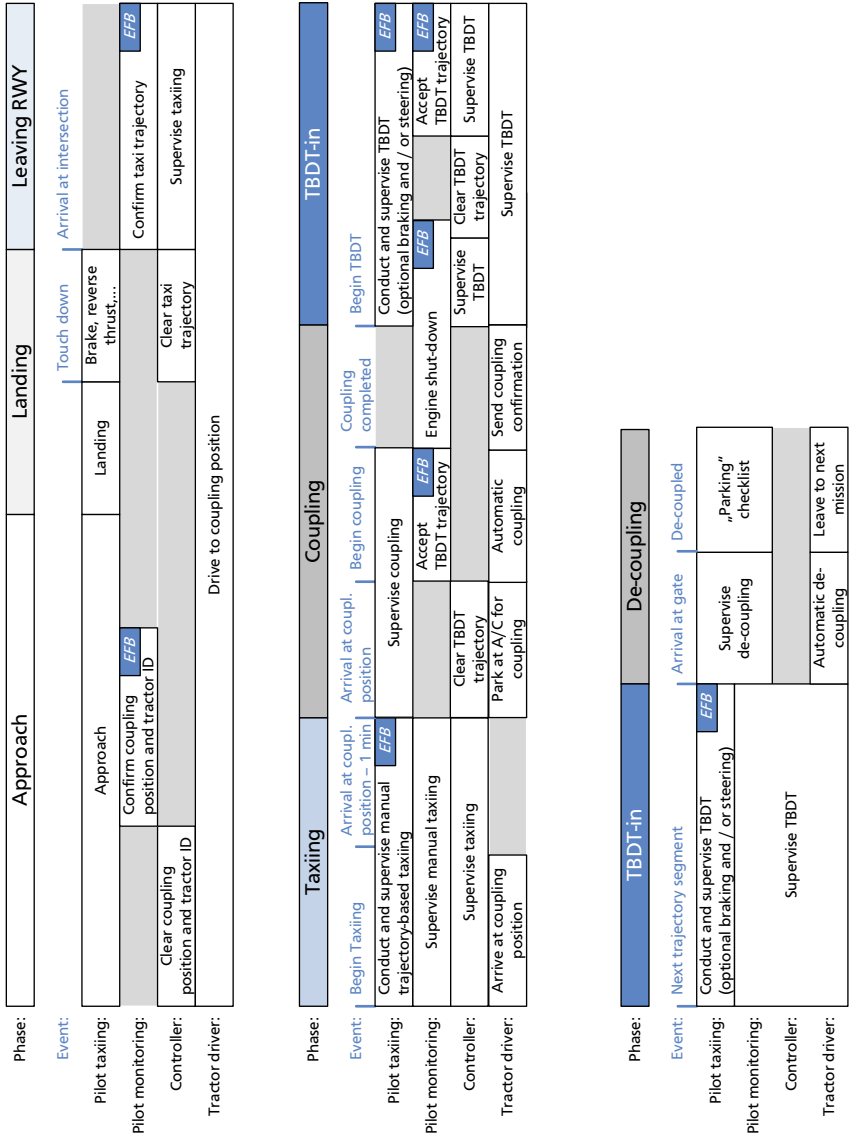 Phase:
Approach
Landing
Leaving RWY
Event:
Touch down
Arrival at intersection
Pilot taxiing:
Approach
Landing
Brake, reverse
thrust,...
Pilot monitoring:
Confirm coupling
position and tractor ID
EFB
Confirm taxi trajectory
EFB
Controller:
Clear coupling
position and tractor ID
Clear taxi
trajectory
Supervise taxiing
Tractor driver:
Drive to coupling position
Phase:
Taxiing
Coupling
TBDT-in
Event:
Begin Taxiing
Arrival at coupl.
position – 1 min
Arrival at coupl.
position
Begin coupling
Coupling
completed
Begin TBDT
Pilot taxiing:
Conduct and supervise manual
trajectory-based taxiing
EFB
Supervise coupling
Conduct and supervise TBDT
(optional braking and / or steering)
EFB
Pilot monitoring:
Supervise manual taxiing
Accept
TBDT trajectory
EFB
Engine shut-down
EFB
Accept
TBDT trajectory
EFB
Controller:
Supervise taxiing
Clear TBDT
trajectory
Supervise
TBDT
Clear TBDT
trajectory
Supervise TBDT
Tractor driver:
Arrive at coupling
position
Park at A/C for
coupling
Automatic
coupling
Send coupling
confirmation
Supervise TBDT
Phase:
TBDT-in
De-coupling
Event:
Next trajectory segment
Arrival at gate
De-coupled
Pilot taxiing:
Conduct and supervise TBDT
(optional braking and / or steering)
EFB
Supervise
de-coupling
„Parking“
checklist
Pilot monitoring:
Controller:
Supervise TBDT
Tractor driver:
Automatic de-
coupling
Leave to next
mission